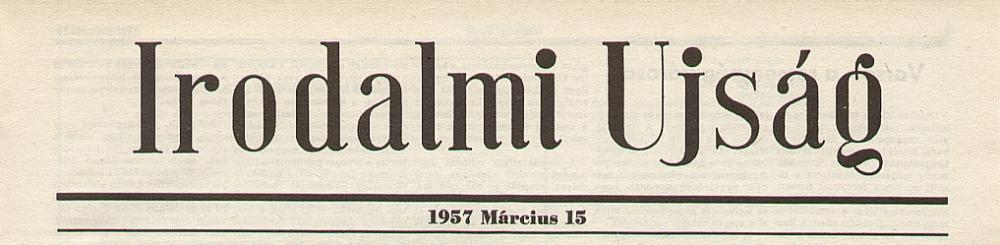 Irodalmi Ujság
1957 Március 15